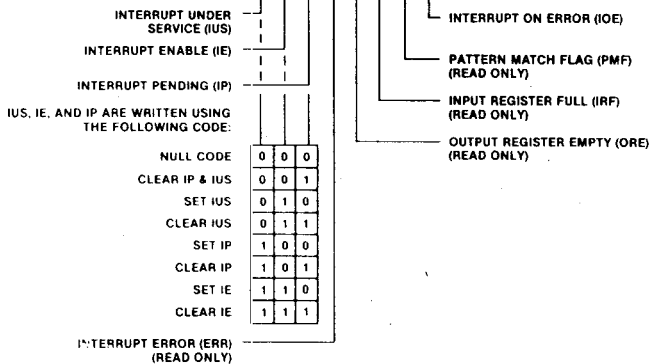 INTERRUPT UNDER
SERVICE (IUS)
INTERRUPT ENABLE (IE)
INTERRUPT PENDING (IP)
IUS, IE, AND IP ARE WRITTEN USING
THE FOLLOWING CODE:
NULL CODE 0 0 0
CLEAR IP & IUS 0 0 1
SET IUS 0 1 0
CLEAR IUS 0 1 1
SET IP 1 0 0
CLEAR IP 1 0 1
SET IE 1 1 0
CLEAR IE 1 1 1
INTERRUPT ERROR (ERR)
(READ ONLY)
INTERRUPT ON ERROR (IOE)
PATTERN MATCH FLAG (PMF)
(READ ONLY)
INPUT REGISTER FULL (IRF)
(READ ONLY)
OUTPUT REGISTER EMPTY (ORE)
(READ ONLY)